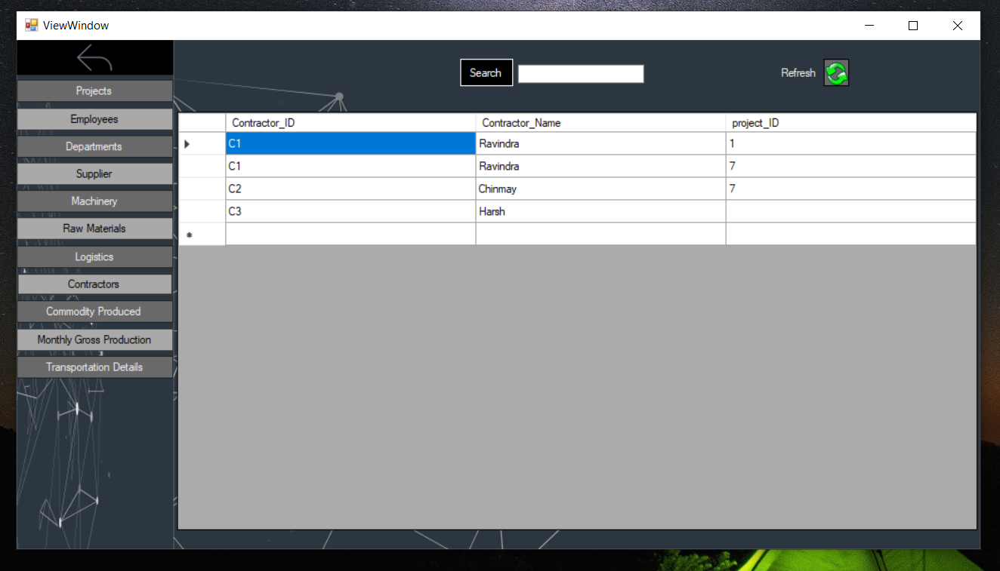 ViewWindow
Search
Refresh
Projects
Employees
Departments
Supplier
Machinery
Raw Materials
Logistics
Contractors
Commodity Produced
Monthly Gross Production
Transportation Details
Contractor_ID Contractor_Name project_ID
C1 Ravindra 1
C1 Ravindra 7
C2 Chinmay 7
C3 Harsh